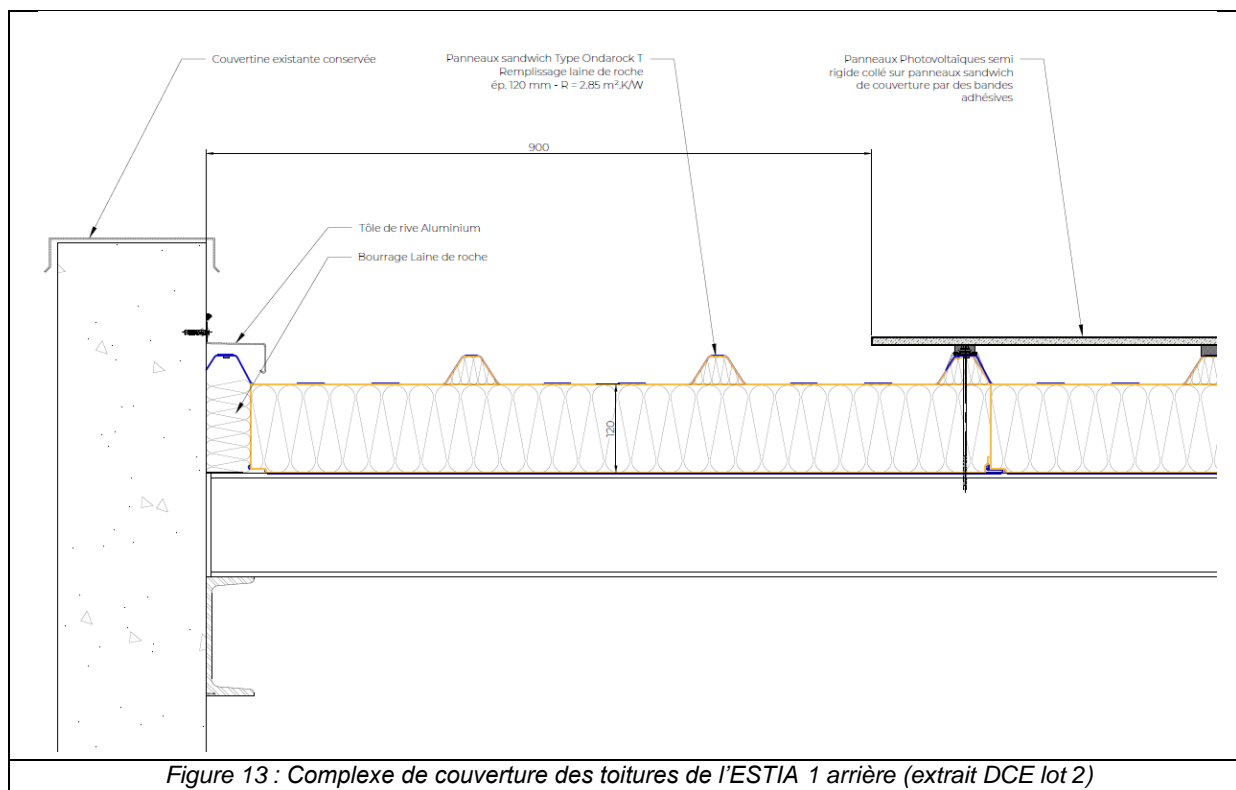 Couvertine existante conservée
Panneaux sandwich Type Ondarock T
Remplissage laine de roche
ép. 120 mm - R = 2.85 m².K/W
Panneaux Photovoltaïques semi
rigide collé sur panneaux sandwich
de couverture par des bandes
adhésives
900
Tôle de rive Aluminium
Bourrage Laine de roche
120
Figure 13 : Complexe de couverture des toitures de l'ESTIA 1 arrière (extrait DCE lot 2)